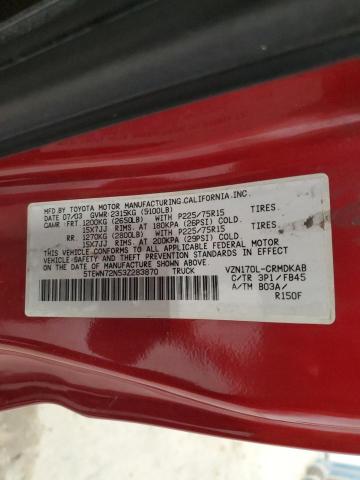 MFD BY TOYOTA MOTOR MANUFACTURING.CALIFORNIA.INC.
DATE 07/03 GVWR 2315KG (5100LB)
GAWR FRT. 1200KG (2650LB) WITH P225/75R15 TIRES.
15X7JJ RIMS. AT 180KPA (26PSI) COLD.
RR. 1270KG (2800LB) WITH P225/75R15 TIRES.
15X7JJ RIMS. AT 200KPA (29PSI) COLD.
THIS VEHICLE CONFORMS TO ALL APPLICABLE FEDERAL MOTOR
VEHICLE SAFETY AND THEFT PREVENTION STANDARDS IN
EFFECT ON THE DATE OF MANUFACTURE SHOWN ABOVE.
5TEWN72N53Z283870 TRUCK
VZN170L-CRMDKAB
C/TR 3P1/FB45
A/TM B03A/
R150F